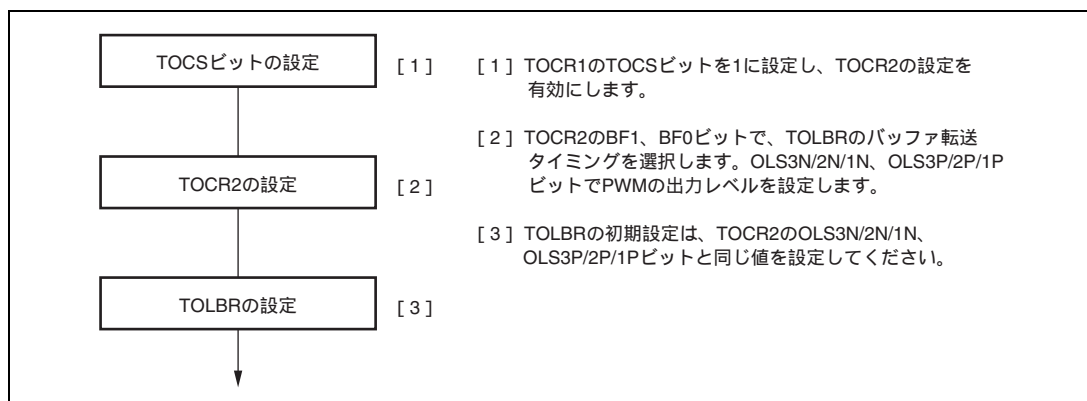 TOCSビットの設定
[ 1 ]
[ 1 ] TOCR1のTOCSビットを1に設定し、TOCR2の設定を
有効にします。
[ 2 ] TOCR2のBF1、BF0ビットで、TOLBRのバッファ転送
タイミングを選択します。OLS3N/2N/1N、OLS3P/2P/1P
ビットでPWMの出力レベルを設定します。
TOCR2の設定
[ 2 ]
[ 3 ] TOLBRの初期設定は、TOCR2のOLS3N/2N/1N、
OLS3P/2P/1Pビットと同じ値を設定してください。
TOLBRの設定
[ 3 ]